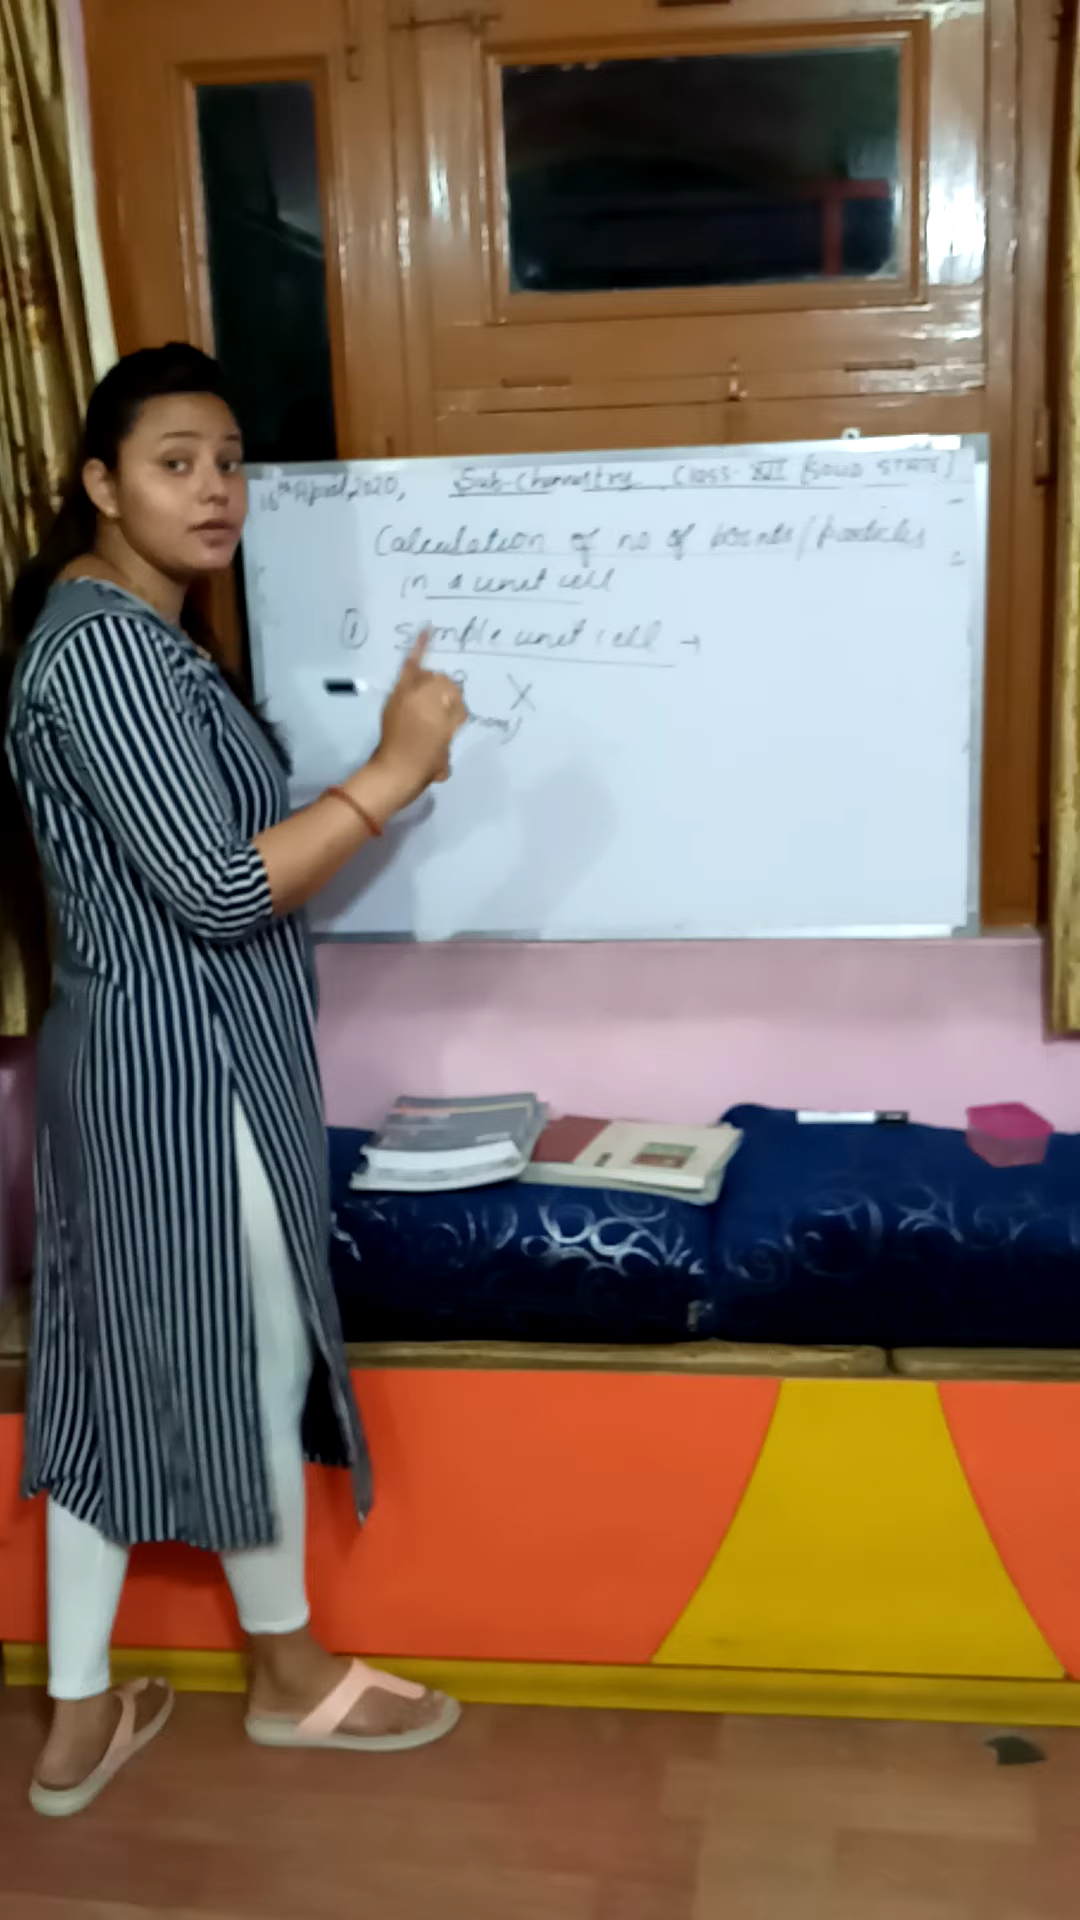 16th April, 2020, Sub-Chemistry, Class-XII (SOLID STATE)
Calculation of no of points/particles
in a unit cell
① Simple unit cell →
X